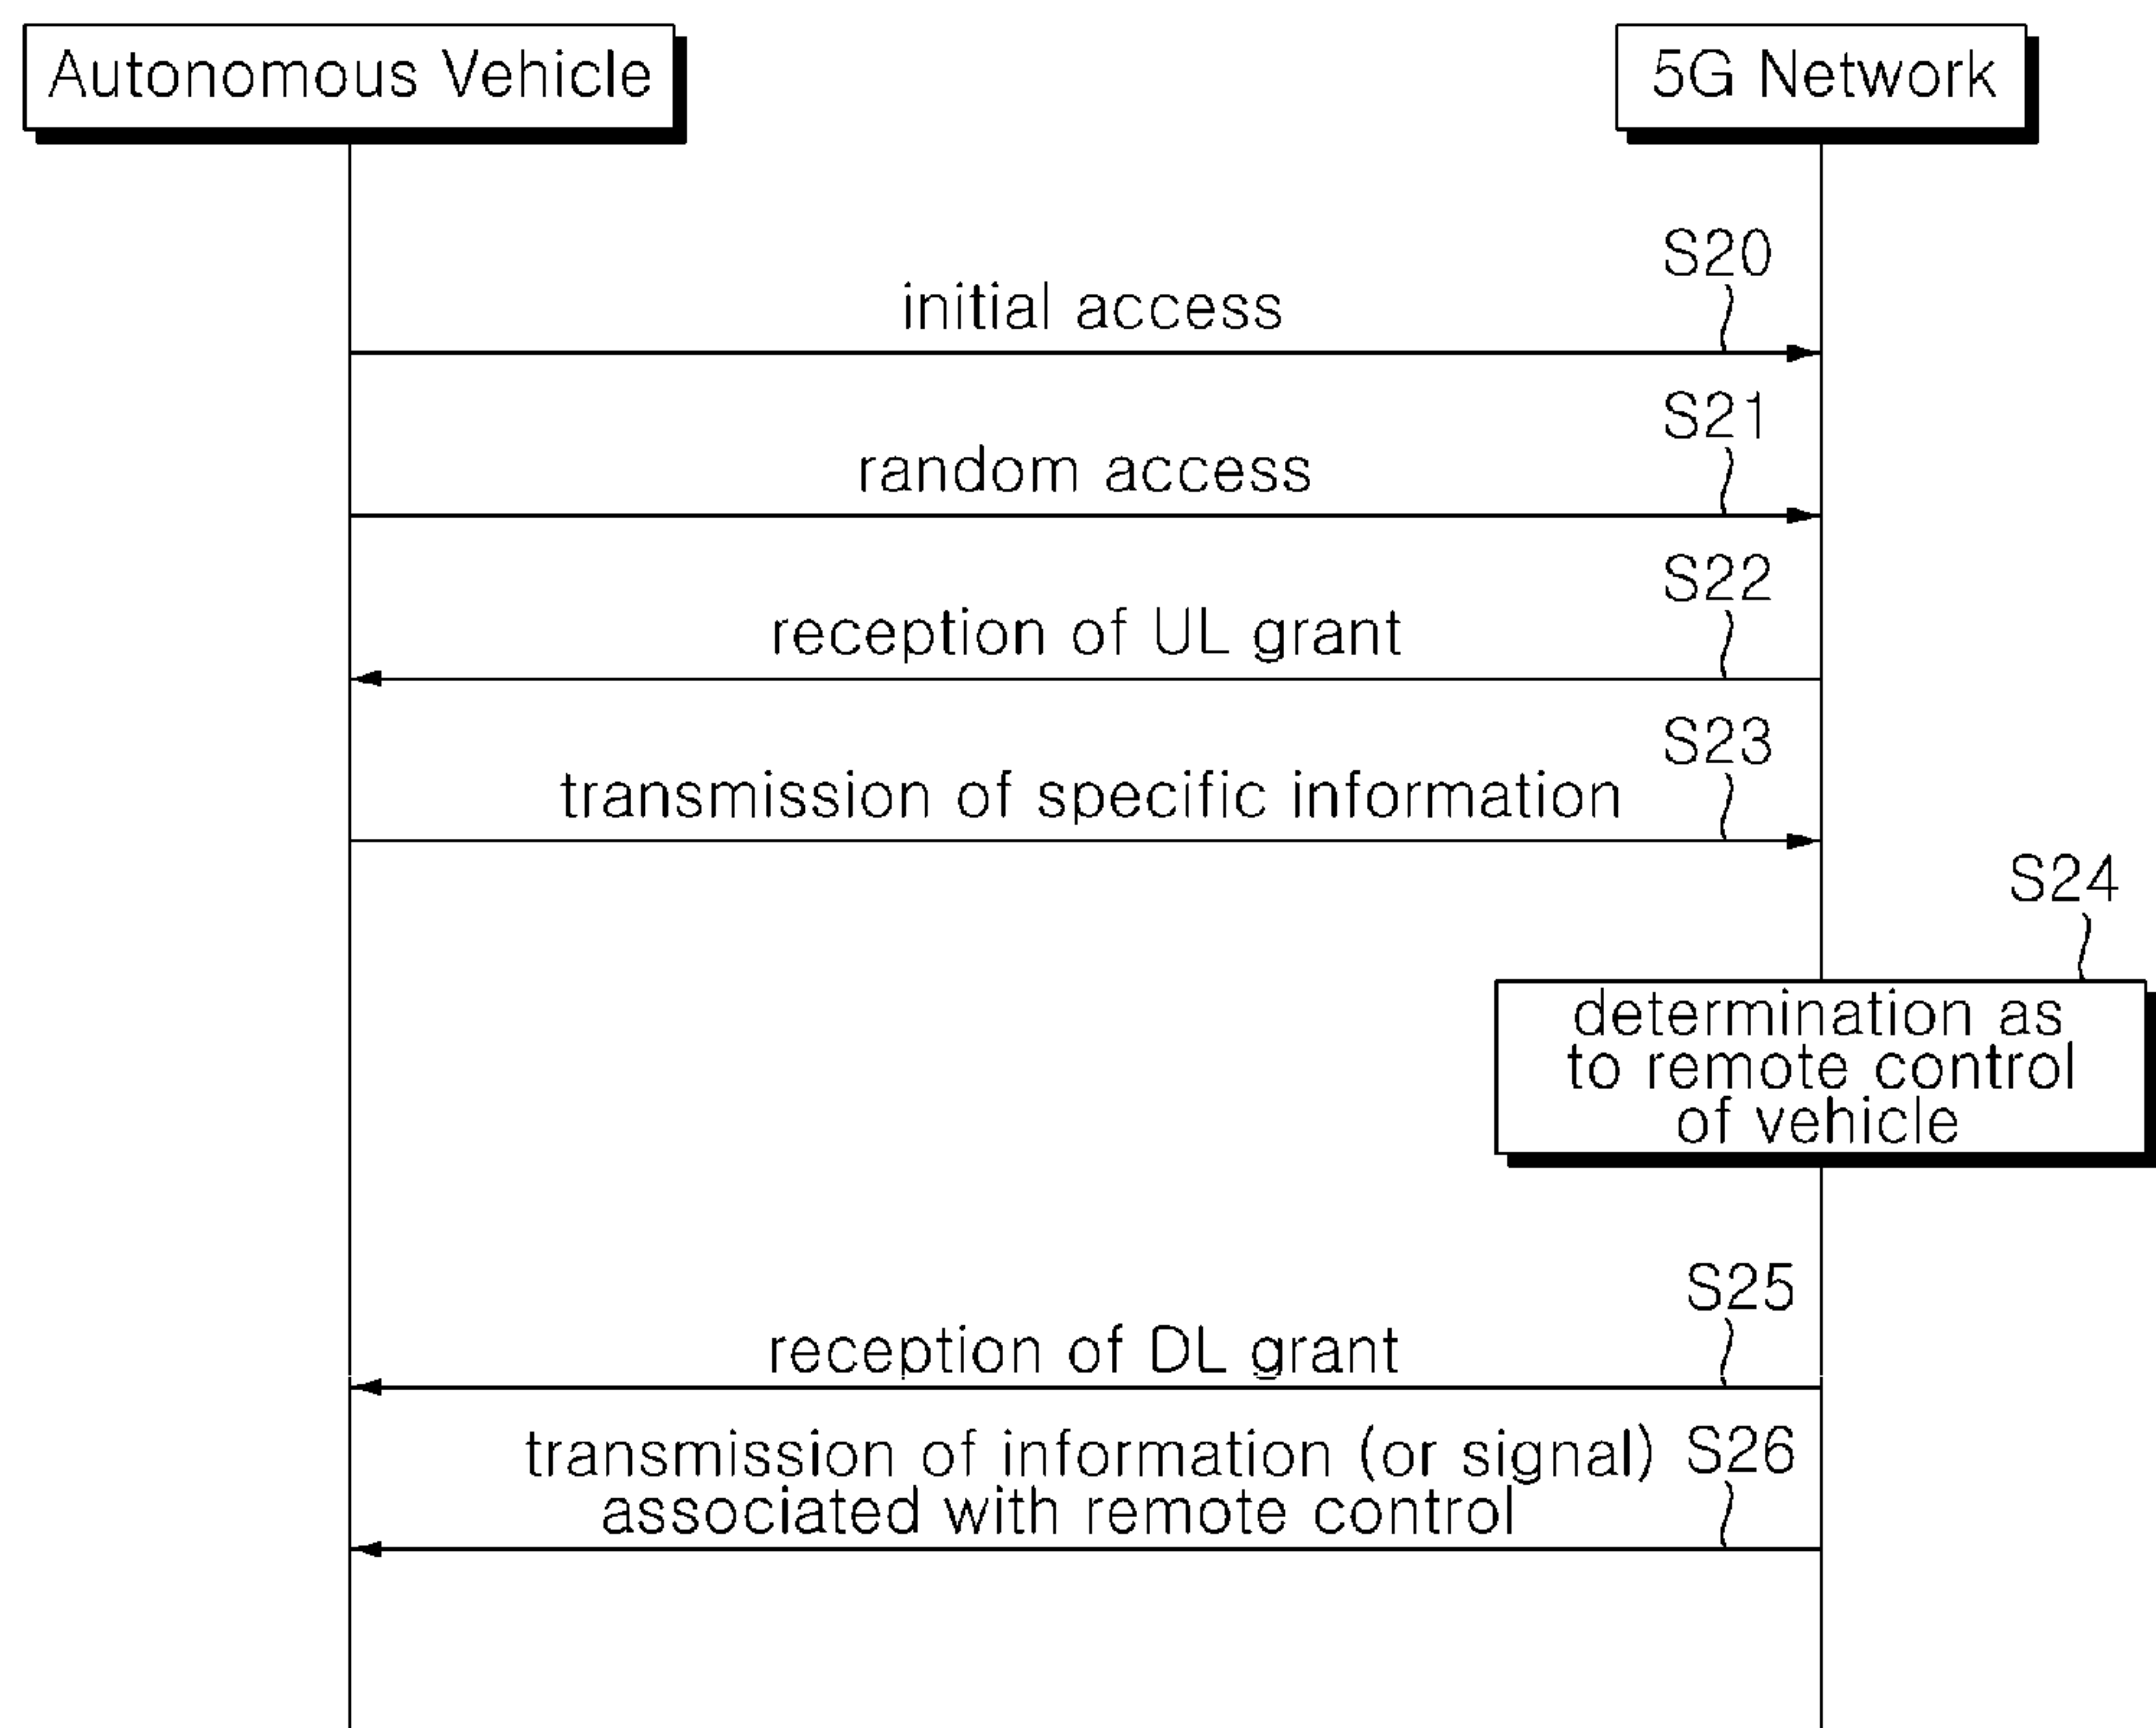 Autonomous Vehicle
5G Network
S20
initial access
S21
random access
S22
reception of UL grant
S23
transmission of specific information
S24
determination as
to remote control
of vehicle
S25
reception of DL grant
transmission of information (or signal) S26
associated with remote control